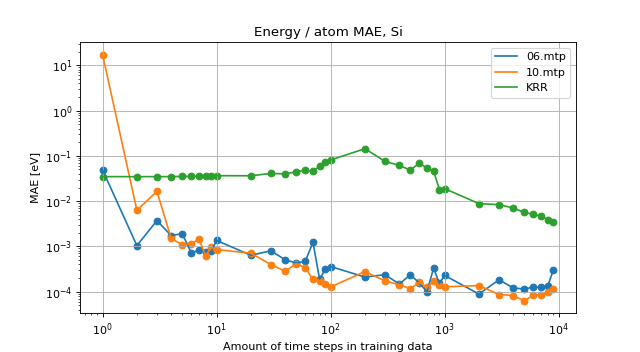 Energy / atom MAE, Si
06.mtp
10.mtp
KRR
MAE [eV]
10¹
10⁰
10⁻¹
10⁻²
10⁻³
10⁻⁴
10⁰ 10¹ 10² 10³ 10⁴
Amount of time steps in training data